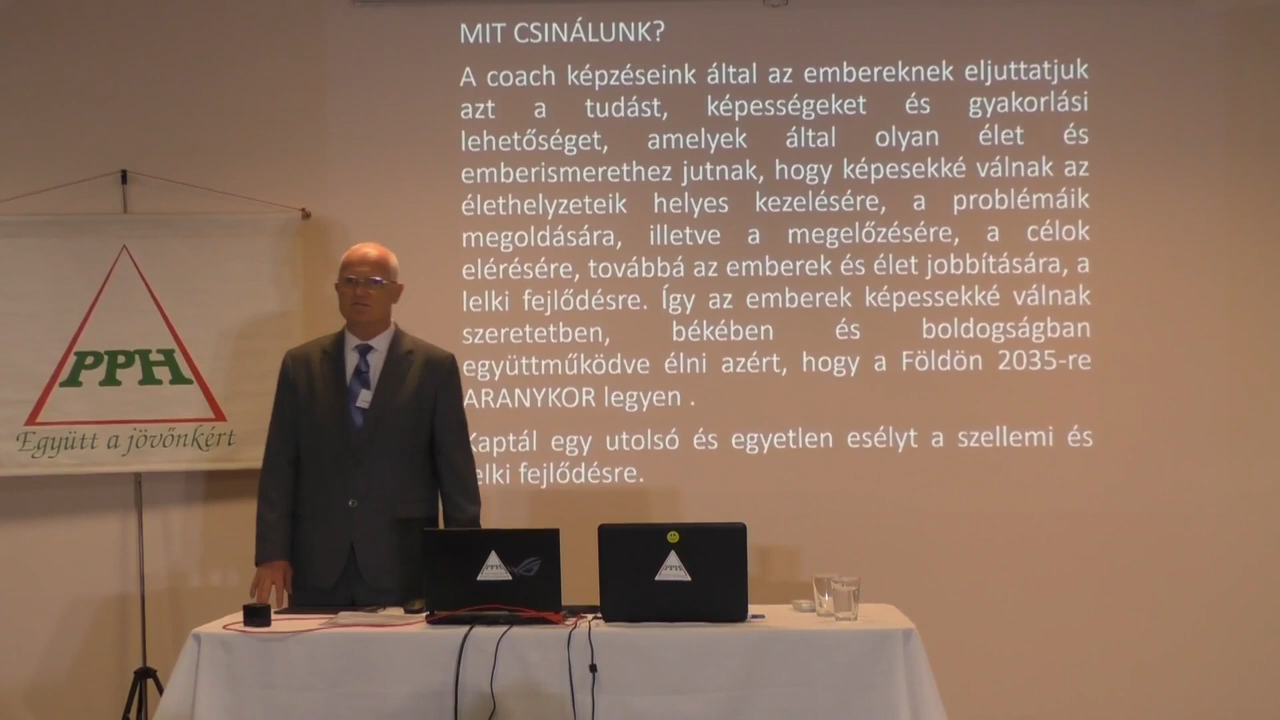 MIT CSINÁLUNK?
A coach képzéseink által az embereknek eljuttatjuk
azt a tudást, képességeket és gyakorlási
lehetőséget, amelyek által olyan élet és
emberismerethez jutnak, hogy képesekké válnak az
élethelyzeteik helyes kezelésére, a problémáik
megoldására, illetve a megelőzésére, a célok
elérésére, továbbá az emberek és élet jobbítására, a
lelki fejlődésre. Így az emberek képessekké válnak
szeretetben, békében és boldogságban
együttműködve élni azért, hogy a Földön 2035-re
ARANYKOR legyen .
Kaptál egy utolsó és egyetlen esélyt a szellemi és
lelki fejlődésre.
PPH
Együtt a jövőnkért
PPH
PPH